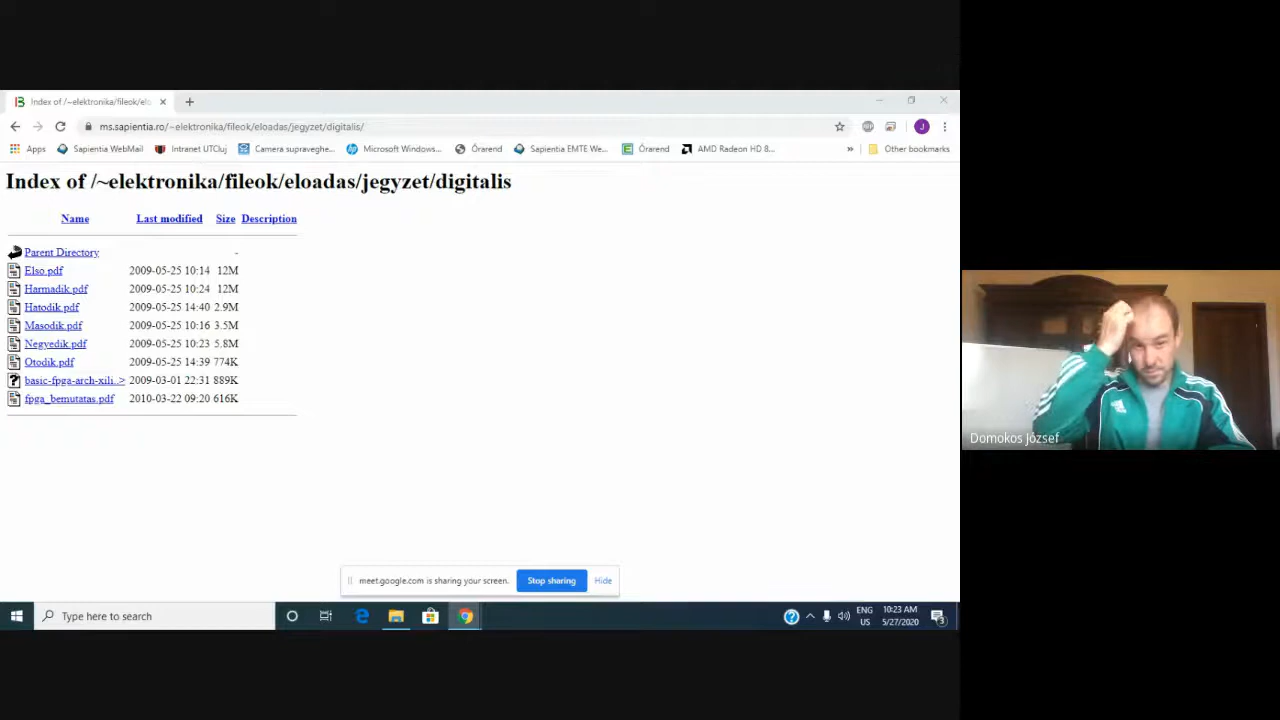 Index of /~elektronika/fileok/elo
ms.sapientia.ro/~elektronika/fileok/eloadas/jegyzet/digitalis/
Apps Sapientia WebMail Intranet UTCluj Camera supraveghe... Microsoft Windows... Órarend Sapientia EMTE We... Órarend AMD Radeon HD 8... » Other bookmarks
Index of /~elektronika/fileok/eloadas/jegyzet/digitalis
Name Last modified Size Description
Parent Directory -
Elso.pdf 2009-05-25 10:14 12M
Harmadik.pdf 2009-05-25 10:24 12M
Hatodik.pdf 2009-05-25 14:40 2.9M
Masodik.pdf 2009-05-25 10:16 3.5M
Negyedik.pdf 2009-05-25 10:23 5.8M
Otodik.pdf 2009-05-25 14:39 774K
basic-fpga-arch-xili..> 2009-03-01 22:31 889K
fpga_bemutatas.pdf 2010-03-22 09:20 616K
meet.google.com is sharing your screen. Stop sharing Hide
Type here to search
ENG
US
10:23 AM
5/27/2020
3
J
Domokos József